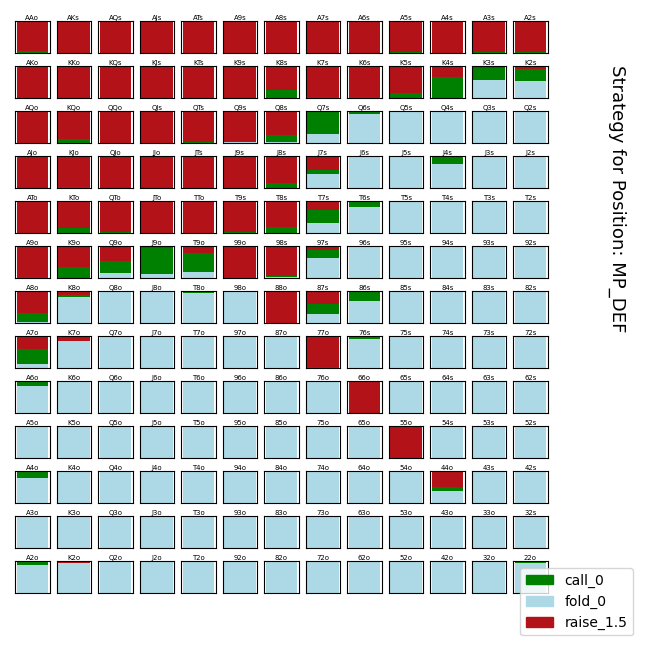 AAo AKs AQs AJs ATs A9s A8s A7s A6s A5s A4s A3s A2s
AKo KKo KQs KJs KTs K9s K8s K7s K6s K5s K4s K3s K2s
AQo KQo QQo QJs QTs Q9s Q8s Q7s Q6s Q5s Q4s Q3s Q2s
AJo KJo QJo JJo JTs J9s J8s J7s J6s J5s J4s J3s J2s
ATo KTo QTo JTo TTo T9s T8s T7s T6s T5s T4s T3s T2s
A9o K9o Q9o J9o T9o 99o 98s 97s 96s 95s 94s 93s 92s
A8o K8o Q8o J8o T8o 98o 88o 87s 86s 85s 84s 83s 82s
A7o K7o Q7o J7o T7o 97o 87o 77o 76s 75s 74s 73s 72s
A6o K6o Q6o J6o T6o 96o 86o 76o 66o 65s 64s 63s 62s
A5o K5o Q5o J5o T5o 95o 85o 75o 65o 55o 54s 53s 52s
A4o K4o Q4o J4o T4o 94o 84o 74o 64o 54o 44o 43s 42s
A3o K3o Q3o J3o T3o 93o 83o 73o 63o 53o 43o 33o 32s
A2o K2o Q2o J2o T2o 92o 82o 72o 62o 52o 42o 32o 22o
Strategy for Position: MP_DEF
call_0
fold_0
raise_1.5